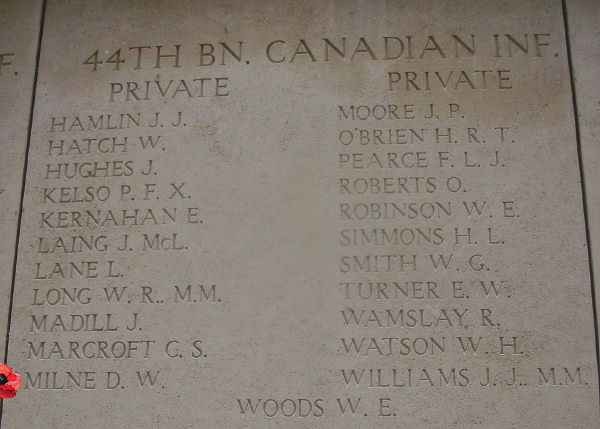 F.
44TH BN. CANADIAN INF.
PRIVATE
HAMLIN J. J.
HATCH W.
HUGHES J.
KELSO P. F. X.
KERNAHAN E.
LAING J. McL.
LANE L.
LONG W. R., M.M.
MADILL J.
MARCROFT C. S.
MILNE D. W.
PRIVATE
MOORE J. P.
O'BRIEN H. R. T.
PEARCE F. L. J.
ROBERTS O.
ROBINSON W. E.
SIMMONS H. L.
SMITH W. G.
TURNER E. W.
WAMSLAY R.
WATSON W. H.
WILLIAMS J. J., M.M.
WOODS W. E.